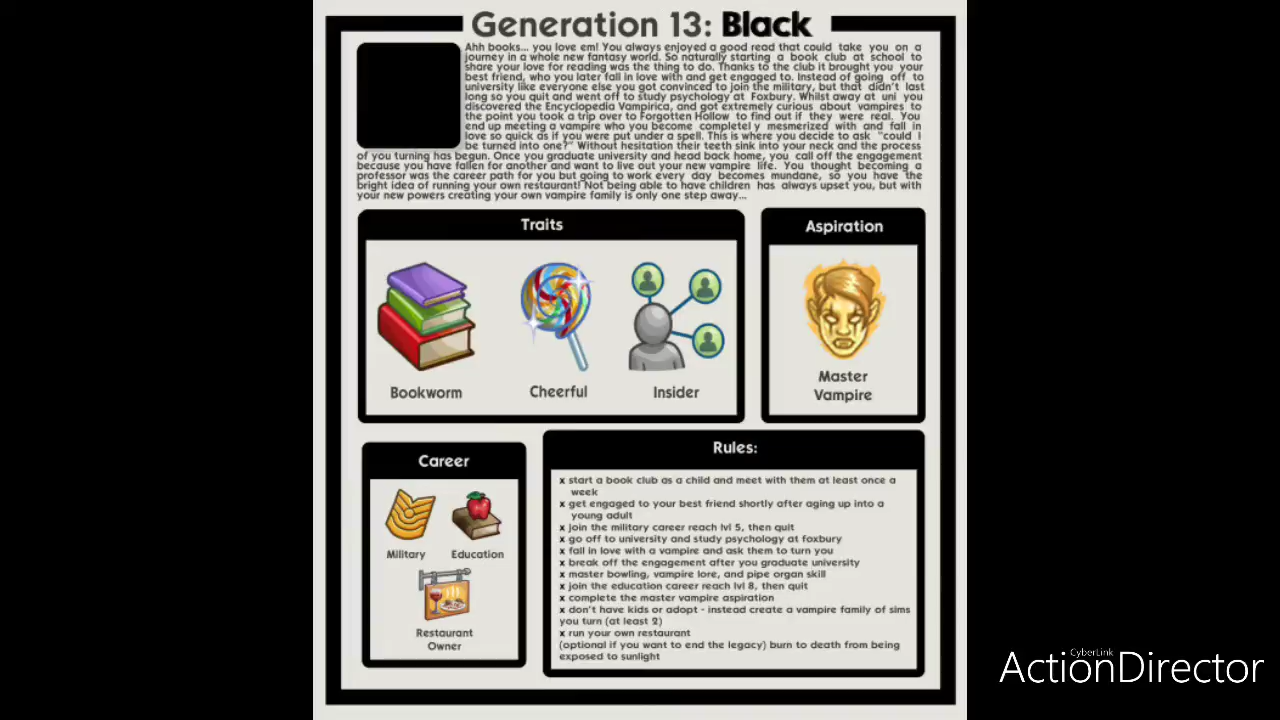 Generation 13: Black
Ahh books... you love em! You always enjoyed a good read that could take you on a
journey in a whole new fantasy world. So naturally starting a book club at school to
share your love for reading was the thing to do. Thanks to the club it brought you your
best friend, who you later fall in love with and get engaged to. Instead of going off to
university like everyone else you got convinced to join the military, but that didn't last
long so you quit and went off to study psychology at Foxbury. Whilst away at uni you
discovered the Encyclopedia Vampirica, and got extremely curious about vampires to
the point you took a trip over to Forgotten Hollow to find out if they were real. You
end up meeting a vampire who you become completel y mesmerized with and fall in
love so quick as if you were put under a spell. This is where you decide to ask "could I
be turned into one?" Without hesitation their teeth sink into your neck and the process
of you turning has begun. Once you graduate university and head back home, you call off the engagement
because you have fallen for another and want to live out your new vampire life. You thought becoming a
professor was the career path for you but going to work every day becomes mundane, so you have the
bright idea of running your own restaurant! Not being able to have children has always upset you, but with
your new powers creating your own vampire family is only one step away...
Traits
Bookworm
Cheerful
Insider
Aspiration
Master
Vampire
Career
Military
Education
Restaurant
Owner
Rules:
x start a book club as a child and meet with them at least once a
week
x get engaged to your best friend shortly after aging up into a
young adult
x join the military career reach lvl 5, then quit
x go off to university and study psychology at foxbury
x fall in love with a vampire and ask them to turn you
x break off the engagement after you graduate university
x master bowling, vampire lore, and pipe organ skill
x join the education career reach lvl 8, then quit
x complete the master vampire aspiration
x don't have kids or adopt - instead create a vampire family of sims
you turn (at least 2)
x run your own restaurant
(optional if you want to end the legacy) burn to death from being
exposed to sunlight
CyberLink
ActionDirector